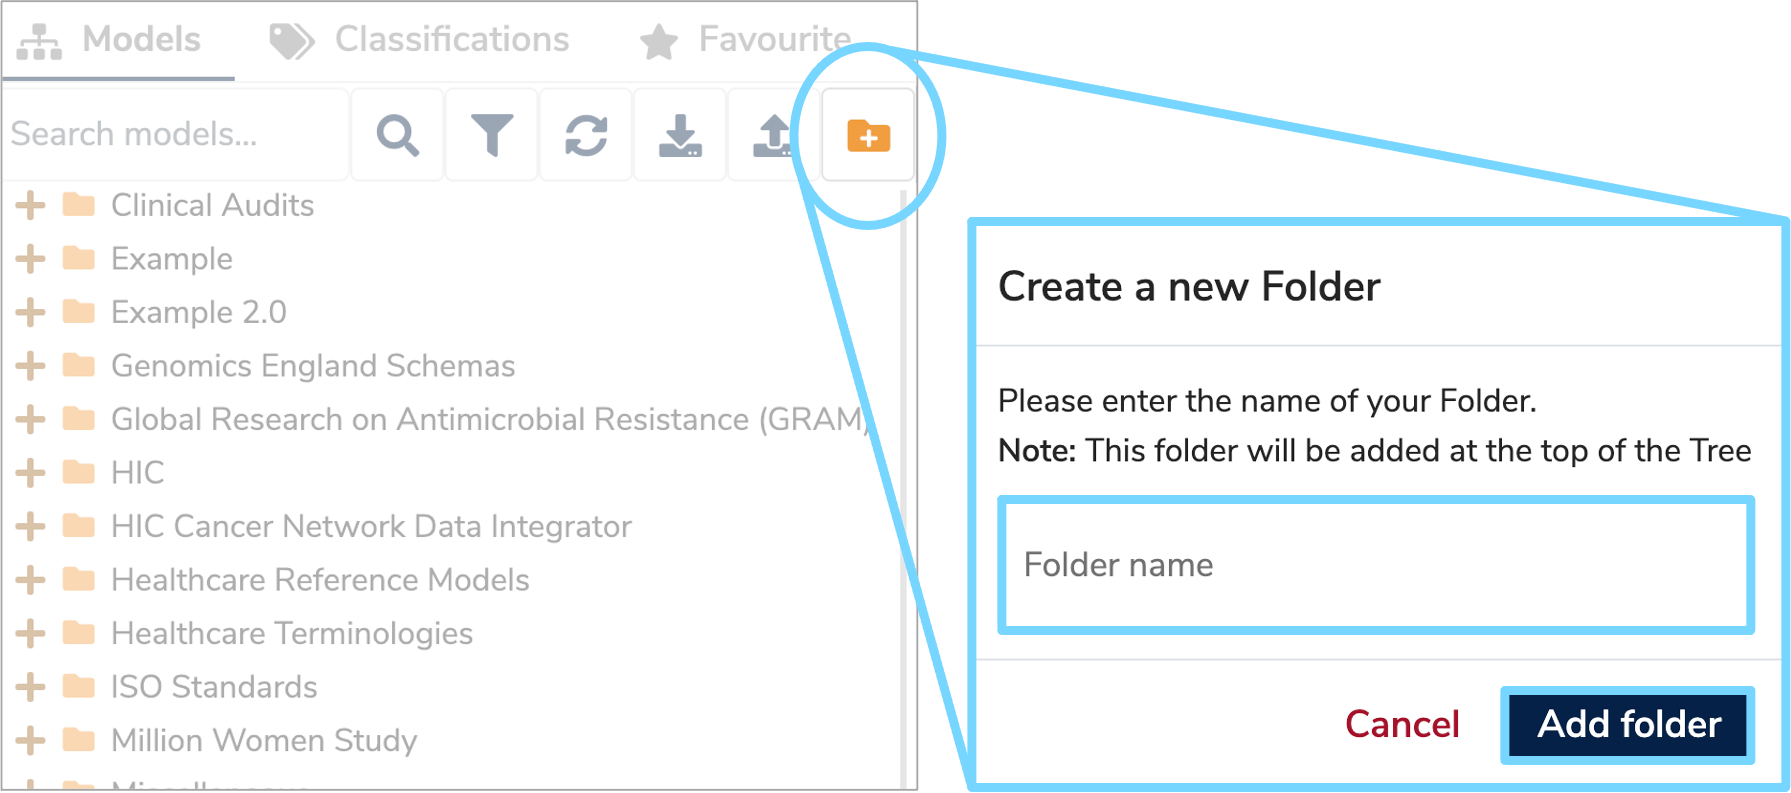 Models
Classifications
Favourite
Search models...
Clinical Audits
Example
Example 2.0
Genomics England Schemas
Global Research on Antimicrobial Resistance (GRAM)
HIC
HIC Cancer Network Data Integrator
Healthcare Reference Models
Healthcare Terminologies
ISO Standards
Million Women Study
Create a new Folder
Please enter the name of your Folder.
Note: This folder will be added at the top of the Tree
Folder name
Cancel
Add folder